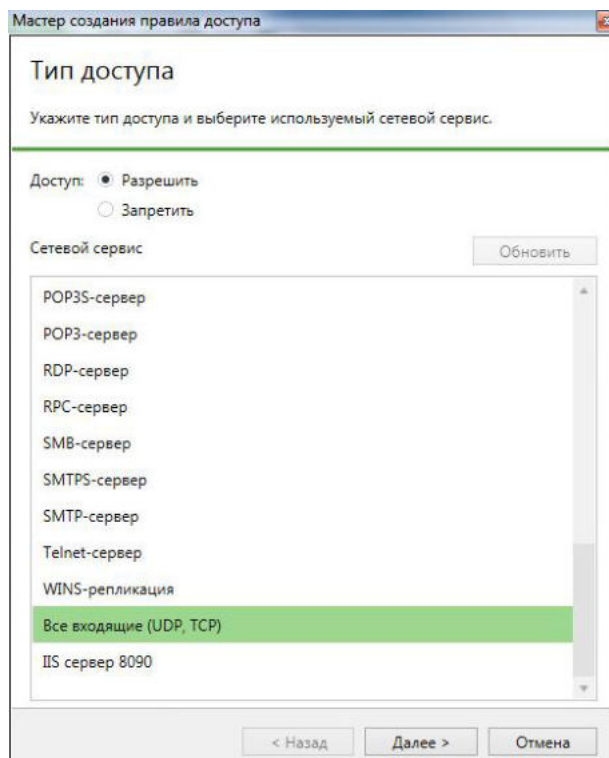 Мастер создания правила доступа
Тип доступа
Укажите тип доступа и выберите используемый сетевой сервис.
Доступ: Разрешить
Запретить
Сетевой сервис Обновить
POP3S-сервер
POP3-сервер
RDP-сервер
RPC-сервер
SMB-сервер
SMTPS-сервер
SMTP-сервер
Telnet-сервер
WINS-репликация
Все входящие (UDP, TCP)
IIS сервер 8090
< Назад Далее > Отмена